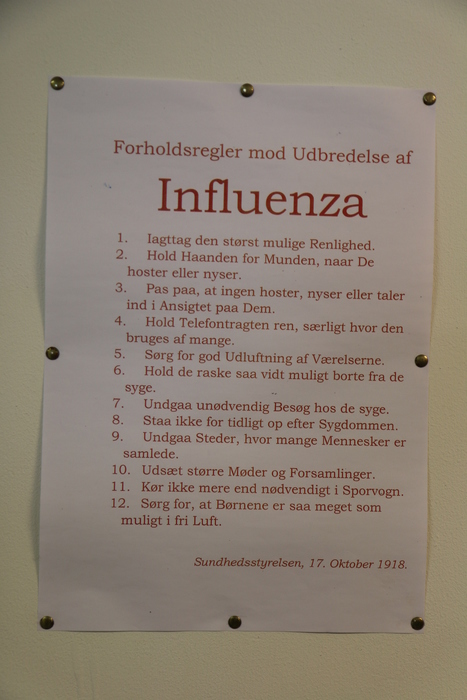 Forholdsregler mod Udbredelse af
Influenza
1. Iagttag den størst mulige Renlighed.
2. Hold Haanden for Munden, naar De
hoster eller nyser.
3. Pas paa, at ingen hoster, nyser eller taler
ind i Ansigtet paa Dem.
4. Hold Telefontragten ren, særligt hvor den
bruges af mange.
5. Sørg for god Udluftning af Værelserne.
6. Hold de raske saa vidt muligt borte fra de
syge.
7. Undgaa unødvendig Besøg hos de syge.
8. Staa ikke for tidligt op efter Sygdommen.
9. Undgaa Steder, hvor mange Mennesker er
samlede.
10. Udsæt større Møder og Forsamlinger.
11. Kør ikke mere end nødvendigt i Sporvogn.
12. Sørg for, at Børnene er saa meget som
muligt i fri Luft.
Sundhedsstyrelsen, 17. Oktober 1918.